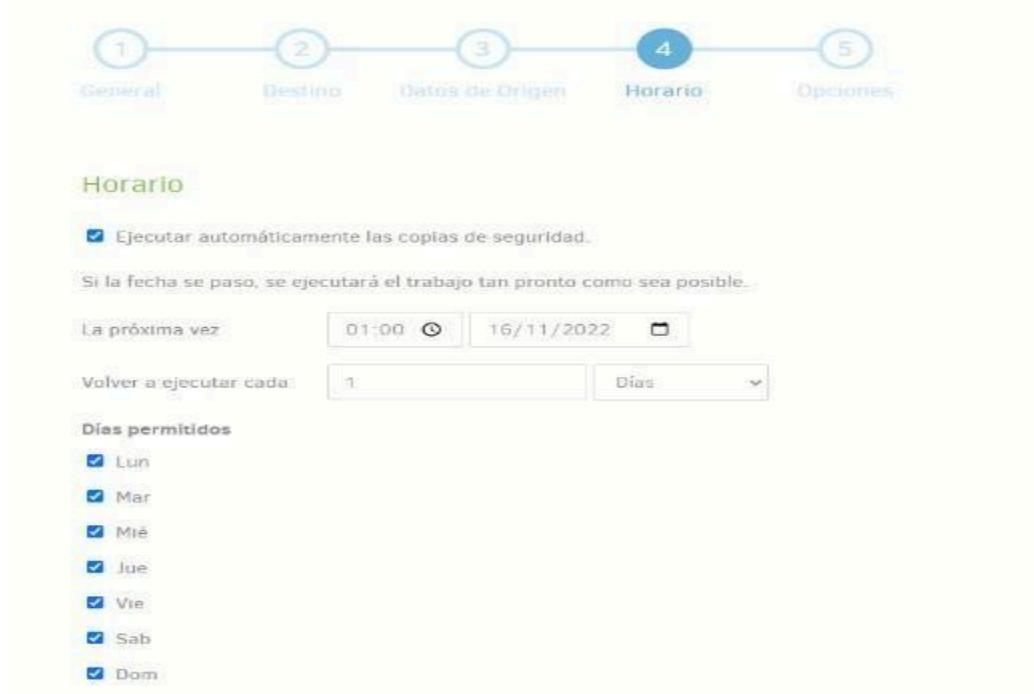 1 2 3 4 5
General Destino Datos de Origen Horario Opciones
Horario
Ejecutar automáticamente las copias de seguridad.
Si la fecha se paso, se ejecutará el trabajo tan pronto como sea posible.
La próxima vez 01:00 16/11/2022
Volver a ejecutar cada 1 Días
Días permitidos
Lun
Mar
Mié
Jue
Vie
Sab
Dom